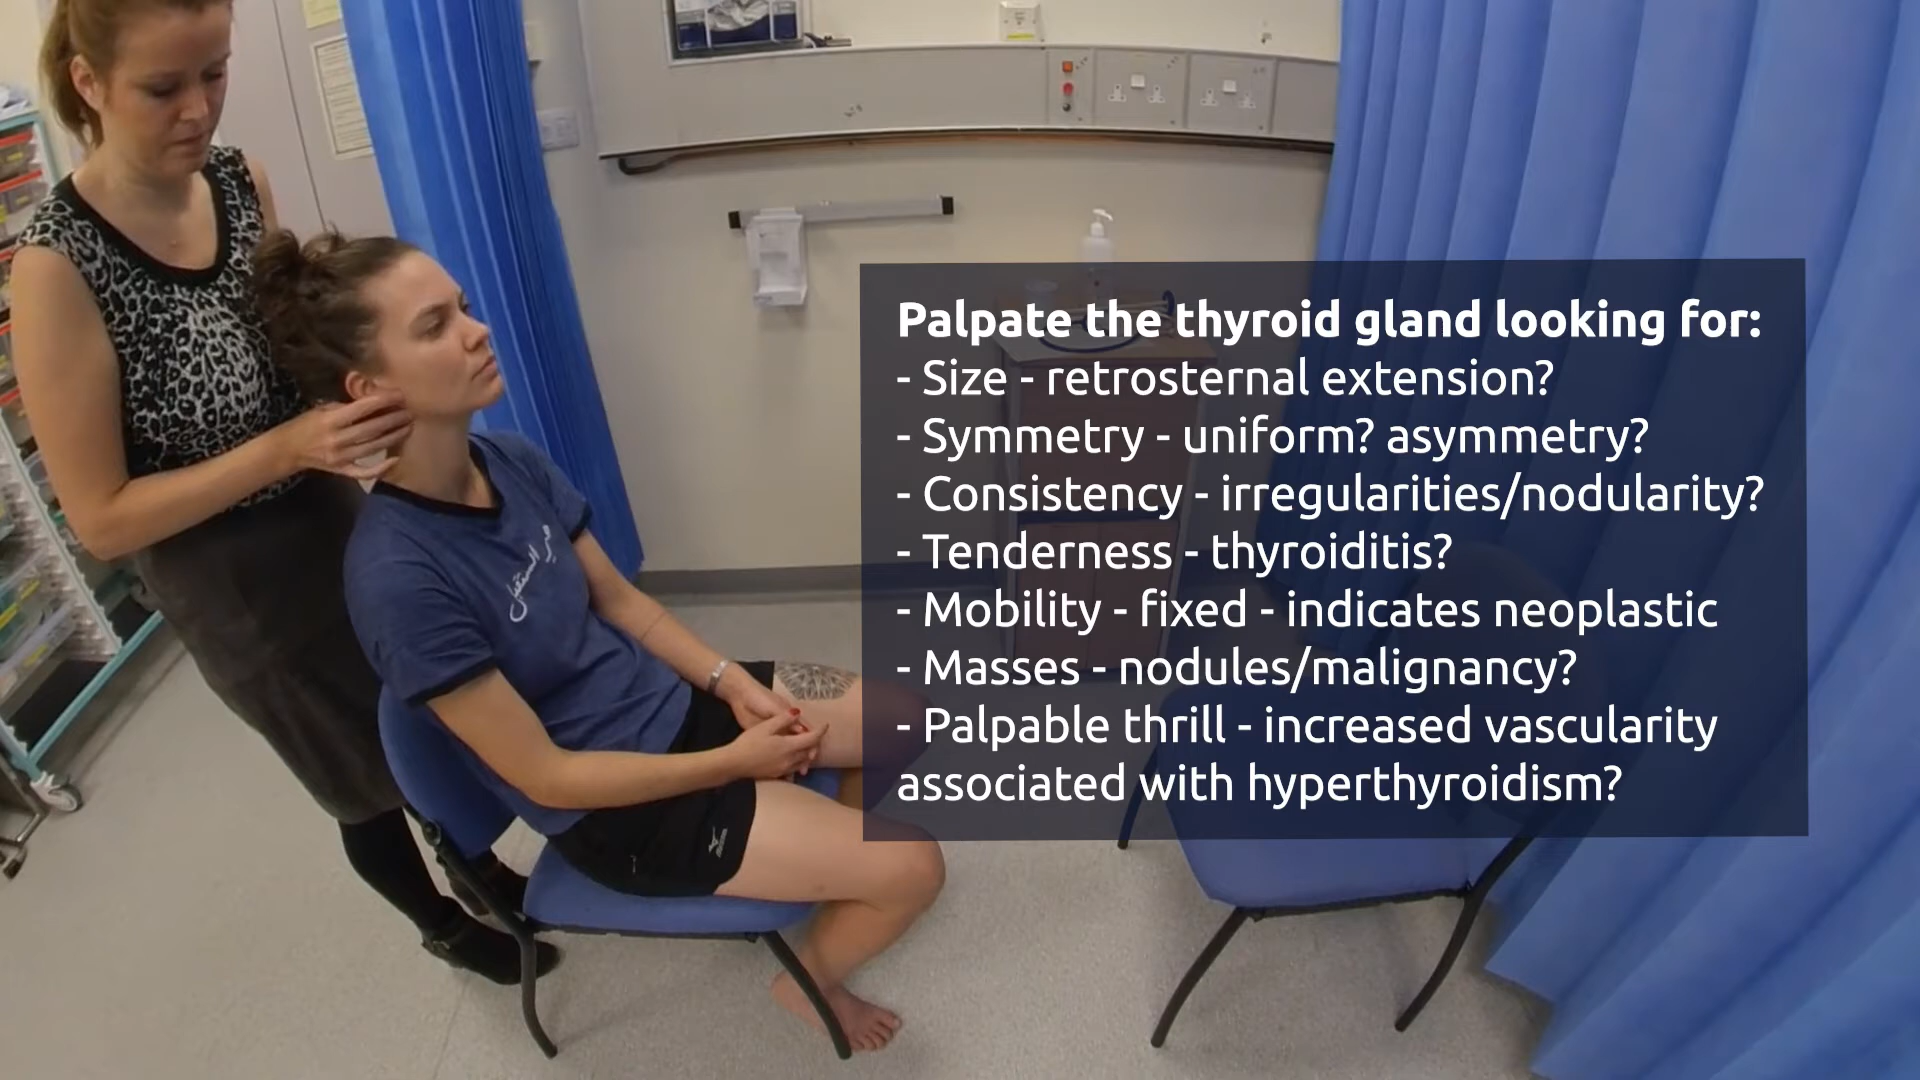 Palpate the thyroid gland looking for:
- Size - retrosternal extension?
- Symmetry - uniform? asymmetry?
- Consistency - irregularities/nodularity?
- Tenderness - thyroiditis?
- Mobility - fixed - indicates neoplastic
- Masses - nodules/malignancy?
- Palpable thrill - increased vascularity
associated with hyperthyroidism?